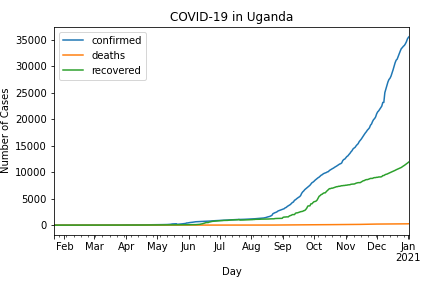 COVID-19 in Uganda
confirmed
deaths
recovered
Number of Cases
35000
30000
25000
20000
15000
10000
5000
0
Feb Mar Apr May Jun Jul Aug Sep Oct Nov Dec Jan
2021
Day